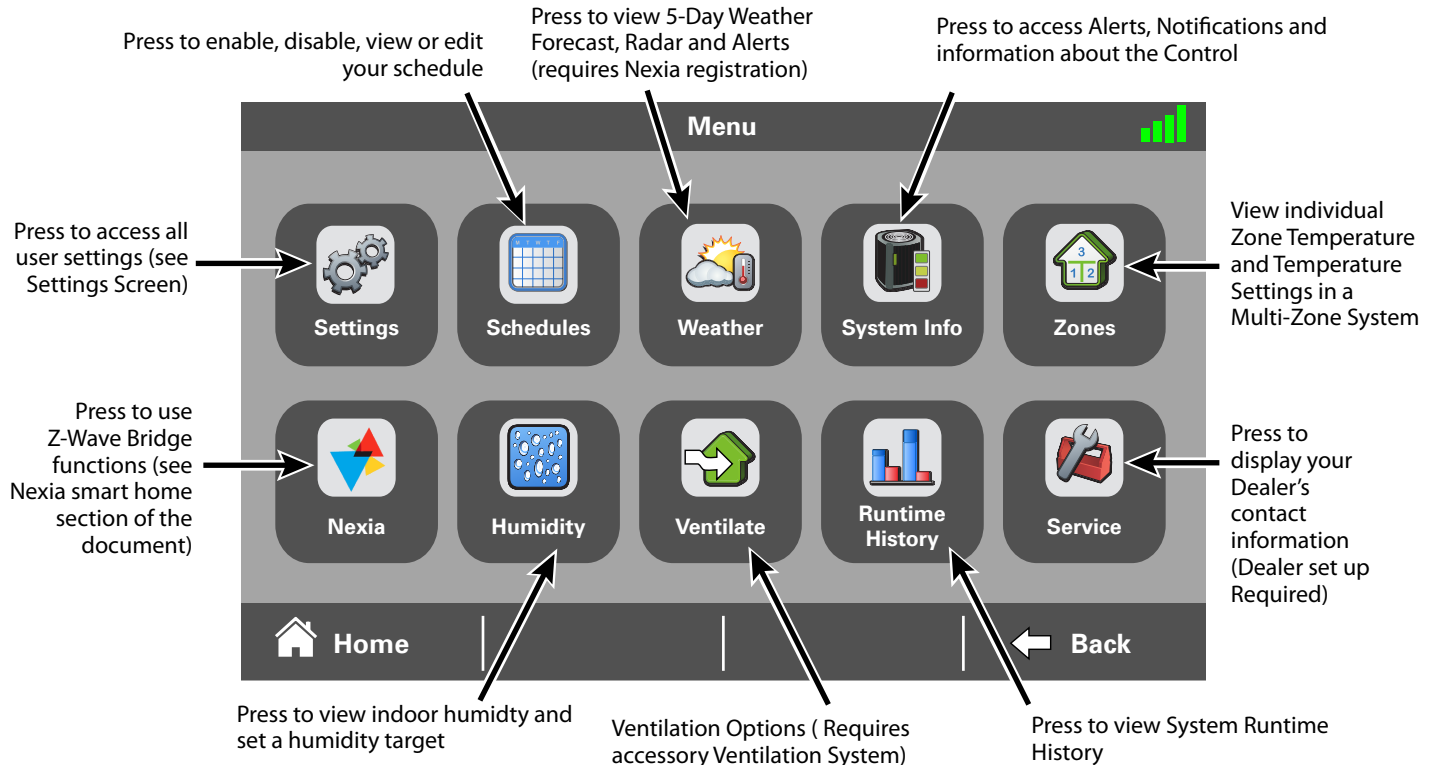 Press to enable, disable, view or edit
your schedule
Press to view 5-Day Weather
Forecast, Radar and Alerts
(requires Nexia registration)
Press to access Alerts, Notifications and
information about the Control
Menu
Press to access all
user settings (see
Settings Screen)
M T W T F
Settings
Schedules
Weather
System Info
3
1 2
Zones
View individual
Zone Temperature
and Temperature
Settings in a
Multi-Zone System
Press to use
Z-Wave Bridge
functions (see
Nexia smart home
section of the
document)
Nexia
Humidity
Ventilate
Runtime
History
Service
Press to
display your
Dealer's
contact
information
(Dealer set up
Required)
Home
Back
Press to view indoor humidty and
set a humidity target
Ventilation Options ( Requires
accessory Ventilation System)
Press to view System Runtime
History